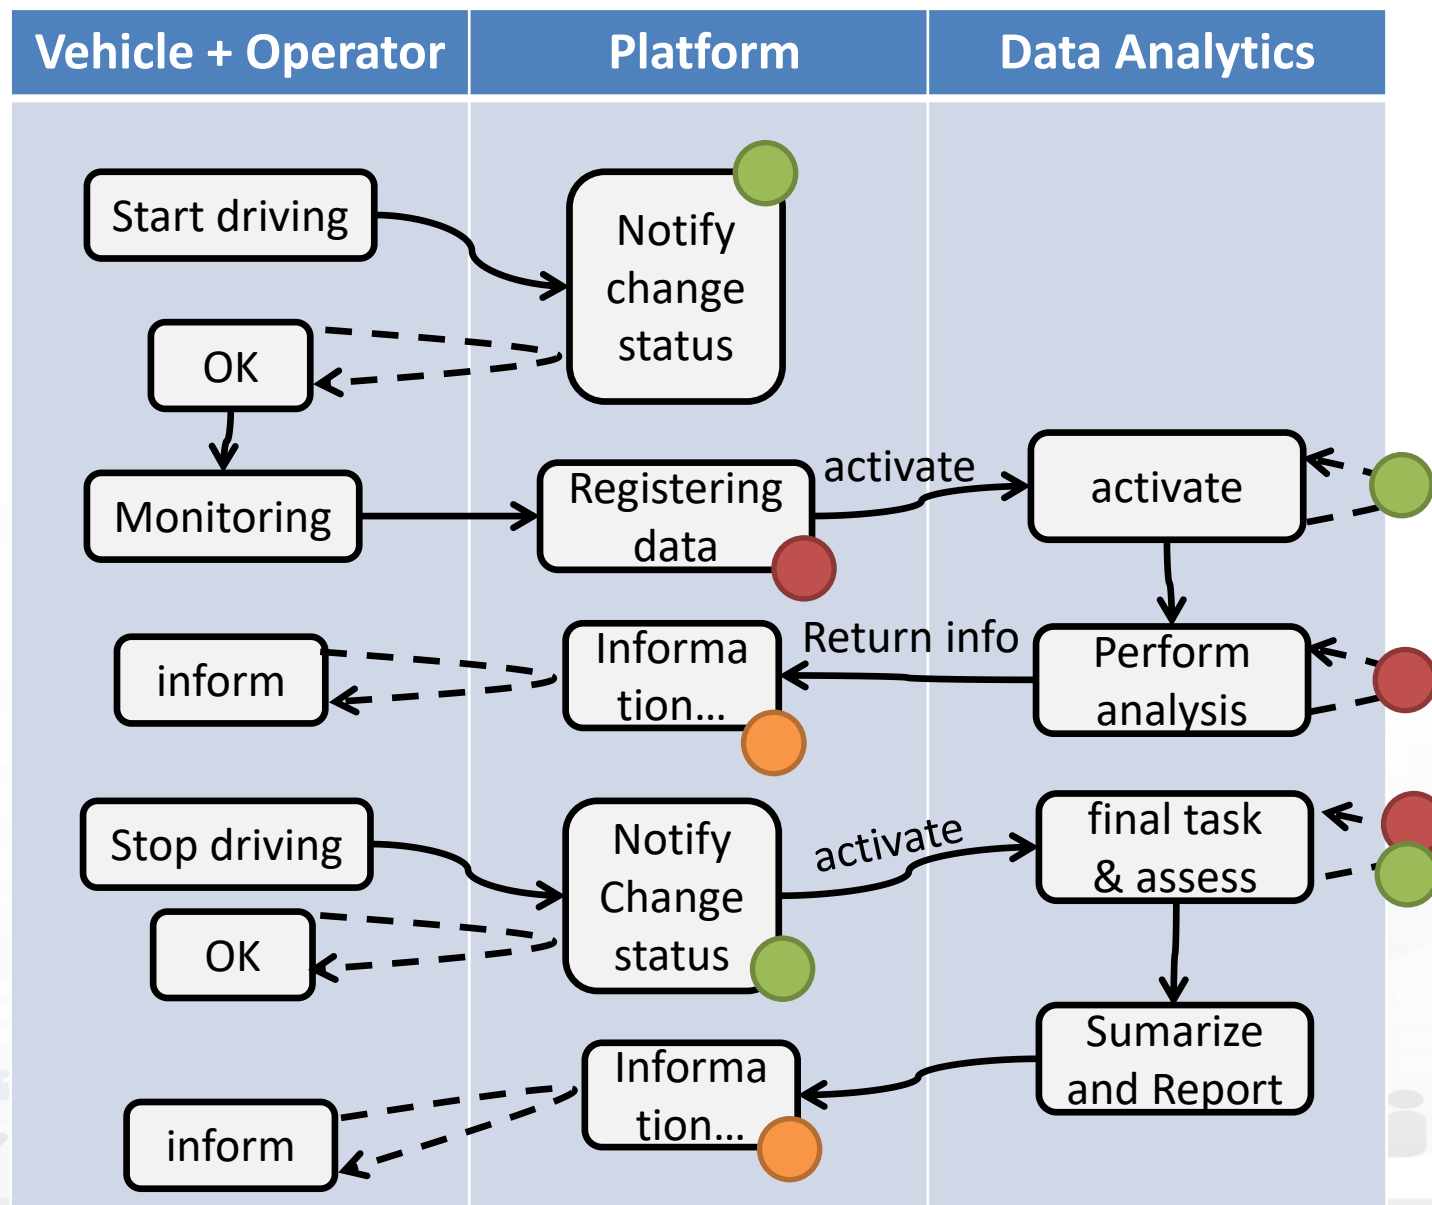 Vehicle + Operator
Platform
Data Analytics
Start driving
Notify
change
status
OK
Monitoring
Registering
data
activate
activate
inform
Informa
tion...
Return info
Perform
analysis
Stop driving
Notify
Change
status
activate
final task
& assess
OK
Sumarize
and Report
Informa
tion...
inform